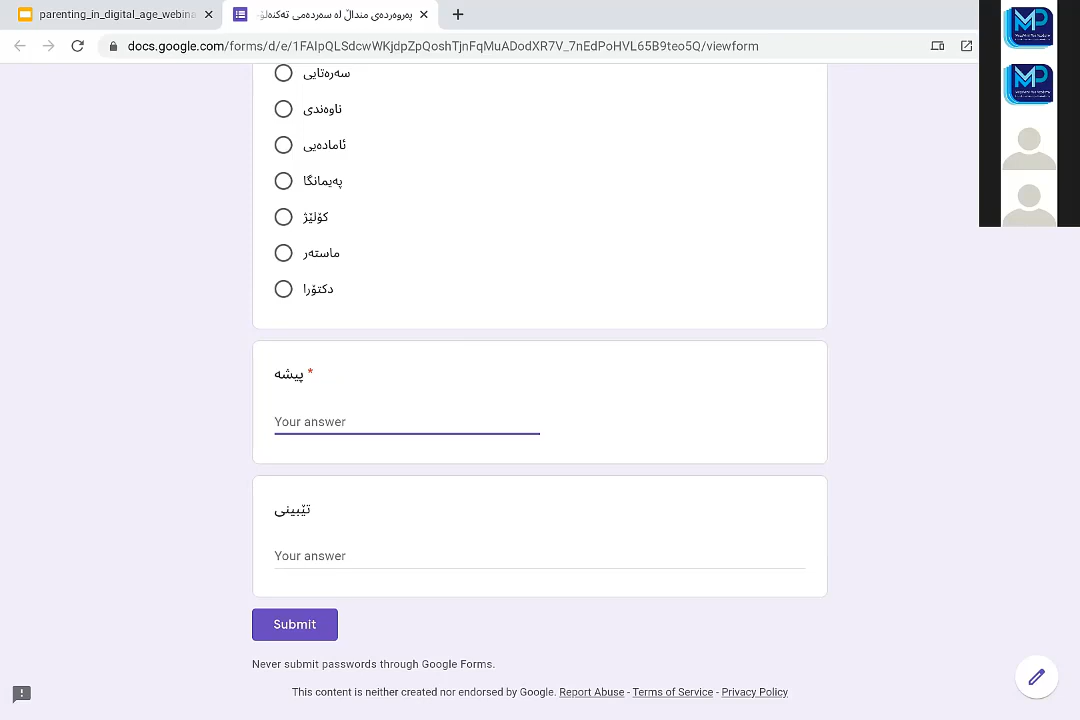 parenting_in_digital_age_webina
پەروەردەی منداڵ لە سەردەمی تەکنەلۆ
docs.google.com/forms/d/e/1FAIpQLSdcwWKjdpZpQoshTjnFqMuADodXR7V_7nEdPoHVL65B9teo5Q/viewform
MP
MP
سەرەتایی
ناوەندی
ئامادەیی
پەیمانگا
کۆلێژ
ماستەر
دکتۆرا
پیشە *
Your answer
تێبینی
Your answer
Submit
Never submit passwords through Google Forms.
This content is neither created nor endorsed by Google. Report Abuse - Terms of Service - Privacy Policy